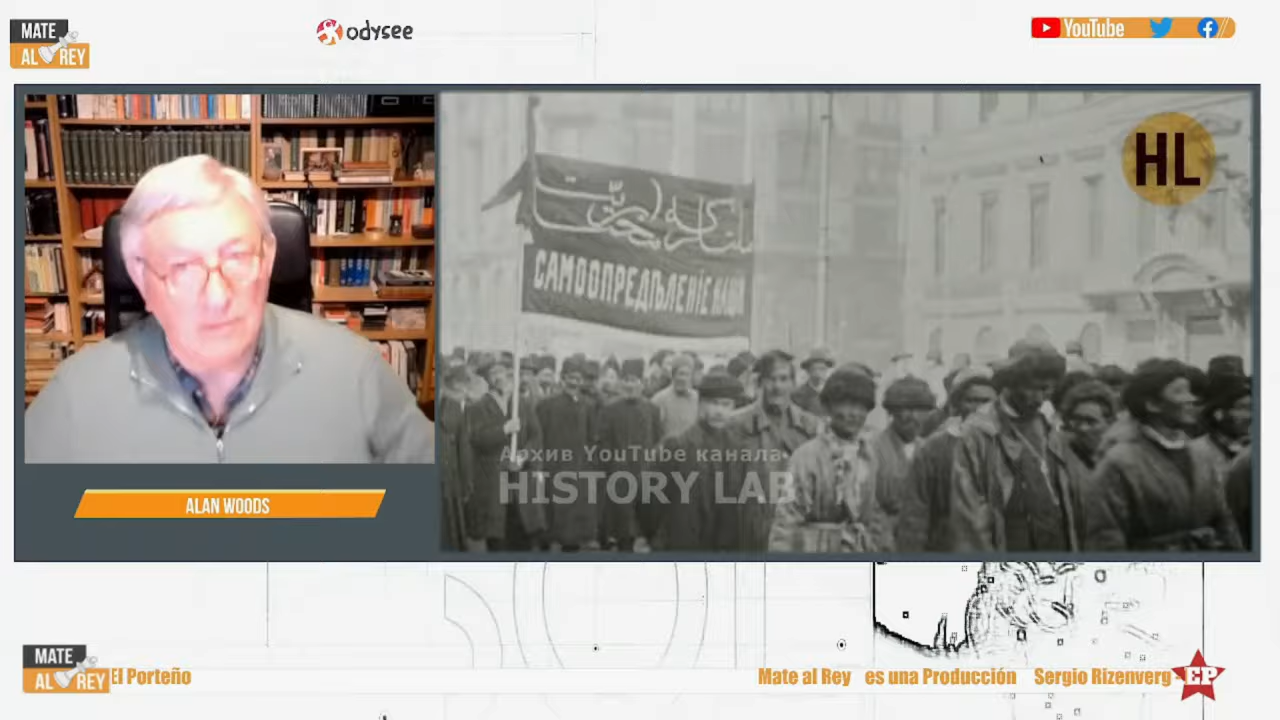 MATE
AL REY
odysee
YouTube
HL
САМООПРЕДѢЛЕНІЕ
Архив YouTube канала
HISTORY LAB
ALAN WOODS
MATE
AL REY
El Porteño
Mate al Rey es una Producción Sergio Rizenverg -
EP